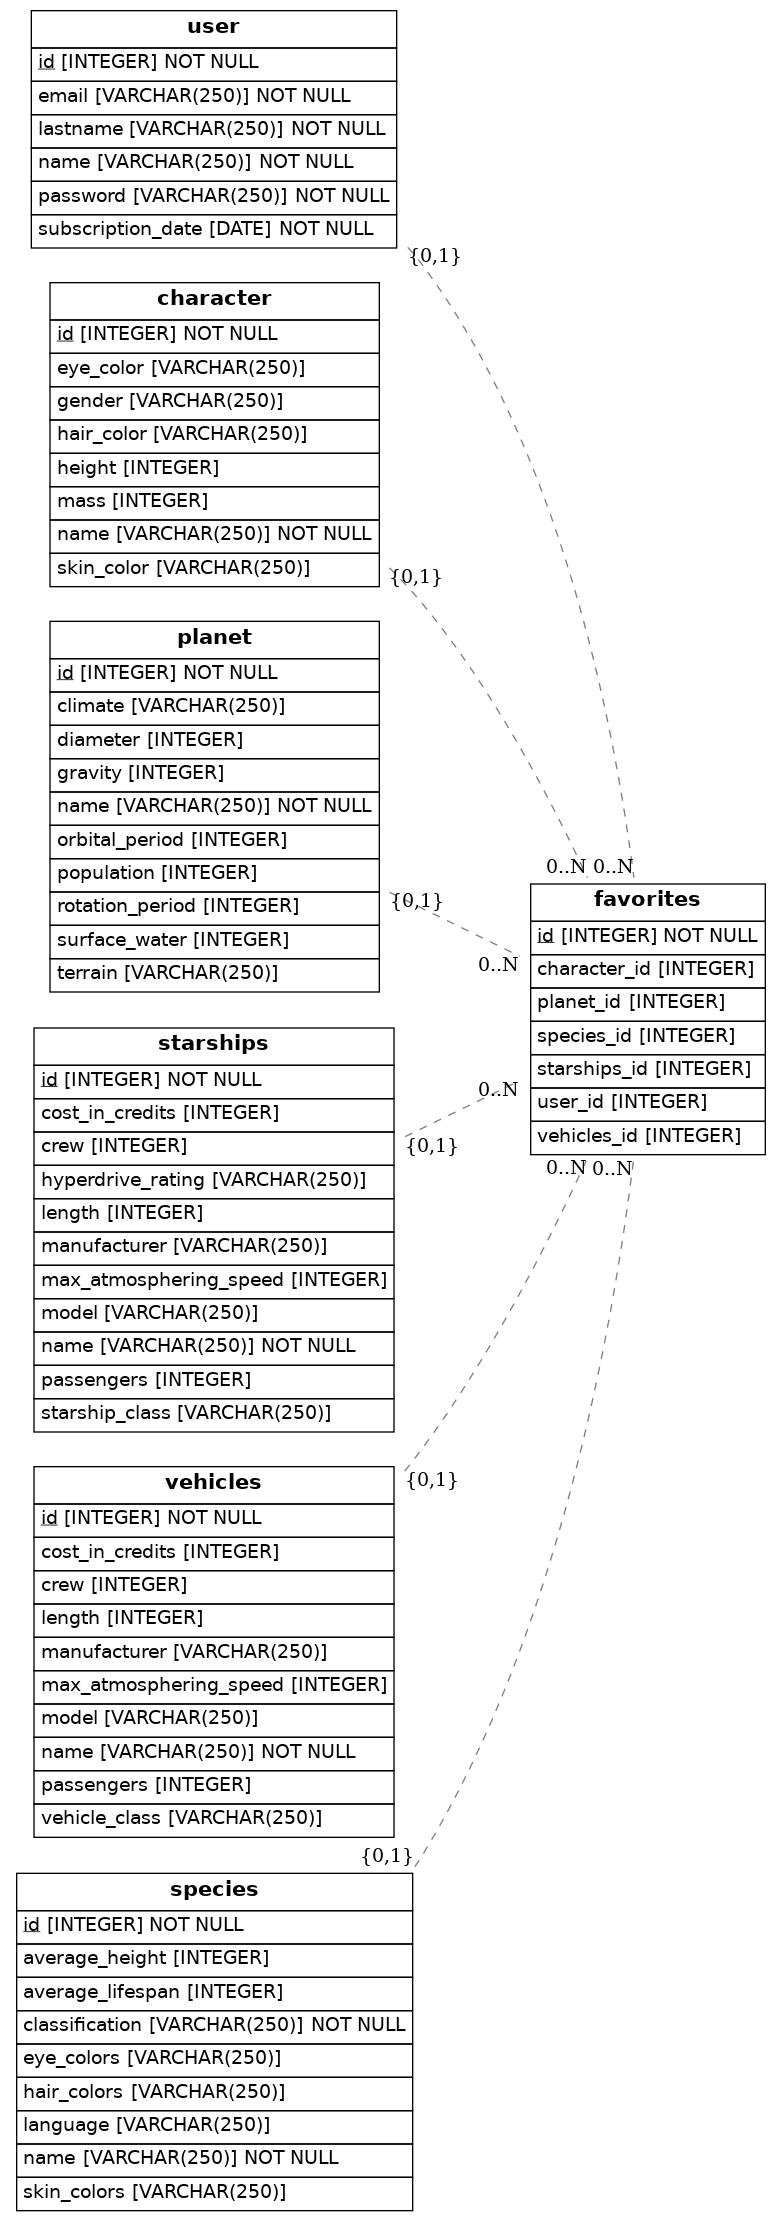 user
id [INTEGER] NOT NULL
email [VARCHAR(250)] NOT NULL
lastname [VARCHAR(250)] NOT NULL
name [VARCHAR(250)] NOT NULL
password [VARCHAR(250)] NOT NULL
subscription_date [DATE] NOT NULL
{0,1}
character
id [INTEGER] NOT NULL
eye_color [VARCHAR(250)]
gender [VARCHAR(250)]
hair_color [VARCHAR(250)]
height [INTEGER]
mass [INTEGER]
name [VARCHAR(250)] NOT NULL
skin_color [VARCHAR(250)]
{0,1}
planet
id [INTEGER] NOT NULL
climate [VARCHAR(250)]
diameter [INTEGER]
gravity [INTEGER]
name [VARCHAR(250)] NOT NULL
orbital_period [INTEGER]
population [INTEGER]
rotation_period [INTEGER]
surface_water [INTEGER]
terrain [VARCHAR(250)]
{0,1}
0..N 0..N
favorites
id [INTEGER] NOT NULL
character_id [INTEGER]
planet_id [INTEGER]
species_id [INTEGER]
starships_id [INTEGER]
user_id [INTEGER]
vehicles_id [INTEGER]
0..N
0..N
0..N 0..N
starships
id [INTEGER] NOT NULL
cost_in_credits [INTEGER]
crew [INTEGER]
hyperdrive_rating [VARCHAR(250)]
length [INTEGER]
manufacturer [VARCHAR(250)]
max_atmosphering_speed [INTEGER]
model [VARCHAR(250)]
name [VARCHAR(250)] NOT NULL
passengers [INTEGER]
starship_class [VARCHAR(250)]
{0,1}
vehicles
id [INTEGER] NOT NULL
cost_in_credits [INTEGER]
crew [INTEGER]
length [INTEGER]
manufacturer [VARCHAR(250)]
max_atmosphering_speed [INTEGER]
model [VARCHAR(250)]
name [VARCHAR(250)] NOT NULL
passengers [INTEGER]
vehicle_class [VARCHAR(250)]
{0,1}
{0,1}
species
id [INTEGER] NOT NULL
average_height [INTEGER]
average_lifespan [INTEGER]
classification [VARCHAR(250)] NOT NULL
eye_colors [VARCHAR(250)]
hair_colors [VARCHAR(250)]
language [VARCHAR(250)]
name [VARCHAR(250)] NOT NULL
skin_colors [VARCHAR(250)]